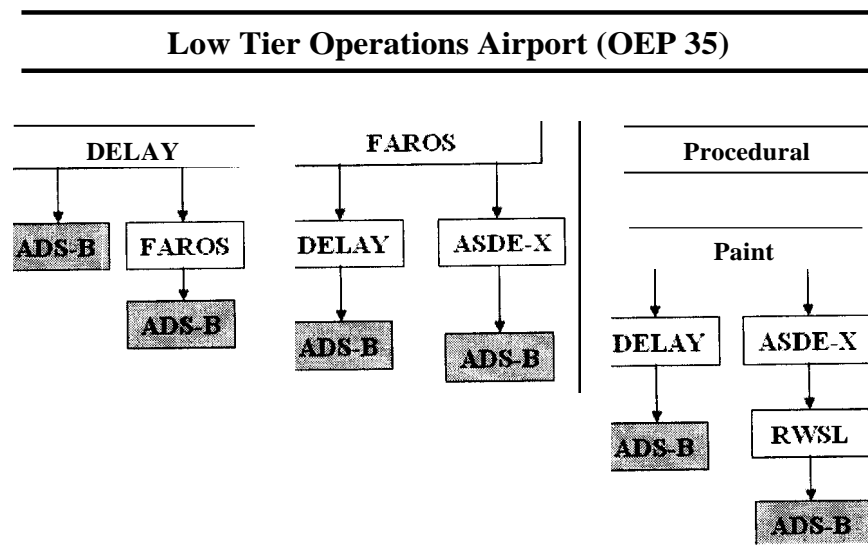 Low Tier Operations Airport (OEP 35)
DELAY
ADS-B
FAROS
ADS-B
FAROS
DELAY
ASDE-X
ADS-B
ADS-B
Procedural
Paint
DELAY
ASDE-X
ADS-B
RWSL
ADS-B